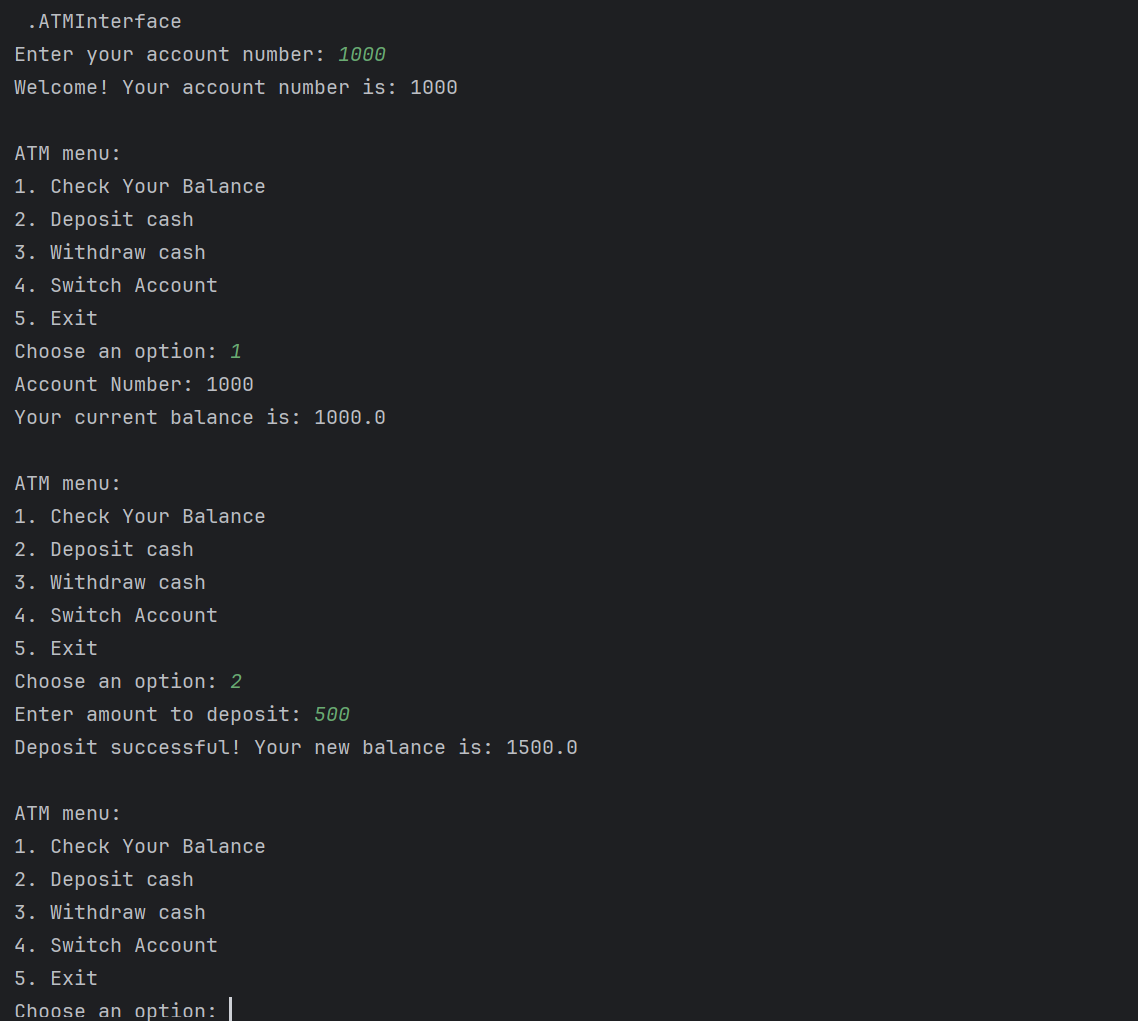 .ATMInterface
Enter your account number: 1000
Welcome! Your account number is: 1000
ATM menu:
1. Check Your Balance
2. Deposit cash
3. Withdraw cash
4. Switch Account
5. Exit
Choose an option: 1
Account Number: 1000
Your current balance is: 1000.0
ATM menu:
1. Check Your Balance
2. Deposit cash
3. Withdraw cash
4. Switch Account
5. Exit
Choose an option: 2
Enter amount to deposit: 500
Deposit successful! Your new balance is: 1500.0
ATM menu:
1. Check Your Balance
2. Deposit cash
3. Withdraw cash
4. Switch Account
5. Exit
Choose an option: